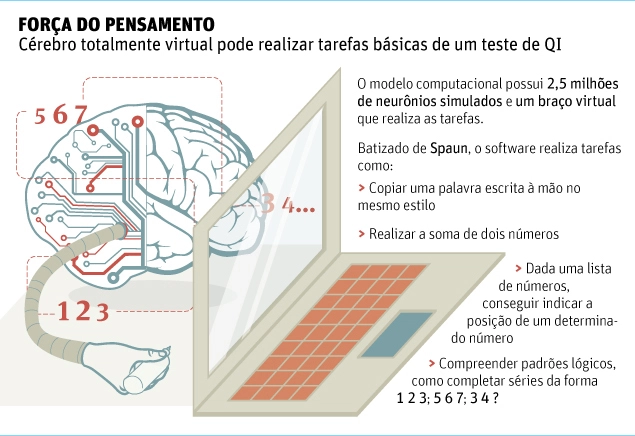 FORÇA DO PENSAMENTO
Cérebro totalmente virtual pode realizar tarefas básicas de um teste de QI
O modelo computacional possui 2,5 milhões
de neurônios simulados e um braço virtual
que realiza as tarefas.
Batizado de Spaun, o software realiza tarefas
como:
> Copiar uma palavra escrita à mão no
mesmo estilo
> Realizar a soma de dois números
> Dada uma lista
de números,
conseguir indicar a
posição de um determina-
do número
> Compreender padrões lógicos,
como completar séries da forma
1 2 3; 5 6 7; 3 4 ?
5 6 7
3 4...
1 2 3